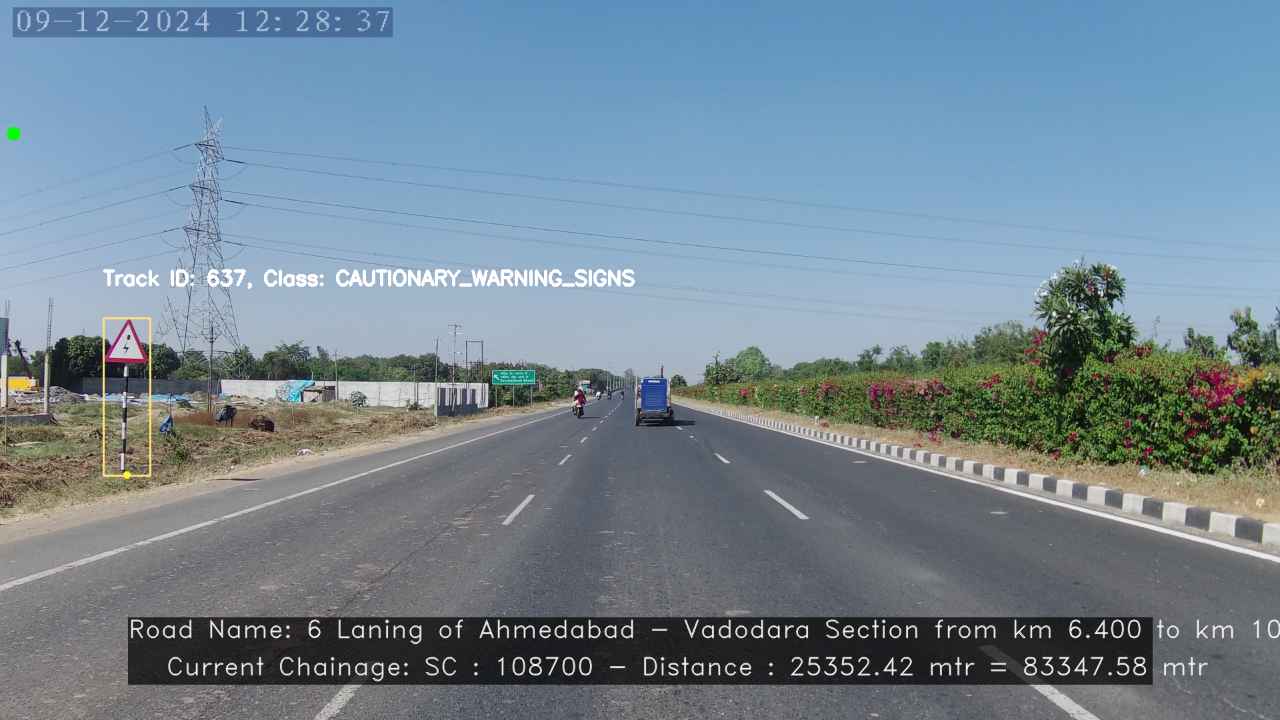 09-12-2024 12:28:37
Track ID: 637, Class: CAUTIONARY_WARNING_SIGNS
Road Name: 6 Laning of Ahmedabad - Vadodara Section from km 6.400 to km 10
Current Chainage: SC : 108700 - Distance : 25352.42 mtr = 83347.58 mtr